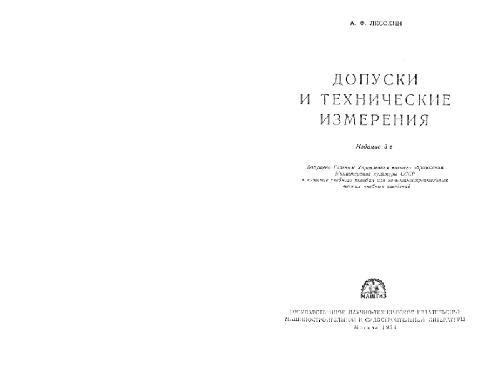 А. Ф. ЛЕСОХИН
ДОПУСКИ
И ТЕХНИЧЕСКИЕ
ИЗМЕРЕНИЯ
Издание 3-е
Допущено Главным Управлением высшего образования
Министерства культуры СССР
в качестве учебного пособия для машиностроительных
высших учебных заведений
МАШГИЗ
ГОСУДАРСТВЕННОЕ НАУЧНО-ТЕХНИЧЕСКОЕ ИЗДАТЕЛЬСТВО
МАШИНОСТРОИТЕЛЬНОЙ И СУДОСТРОИТЕЛЬНОЙ ЛИТЕРАТУРЫ
Москва 1954